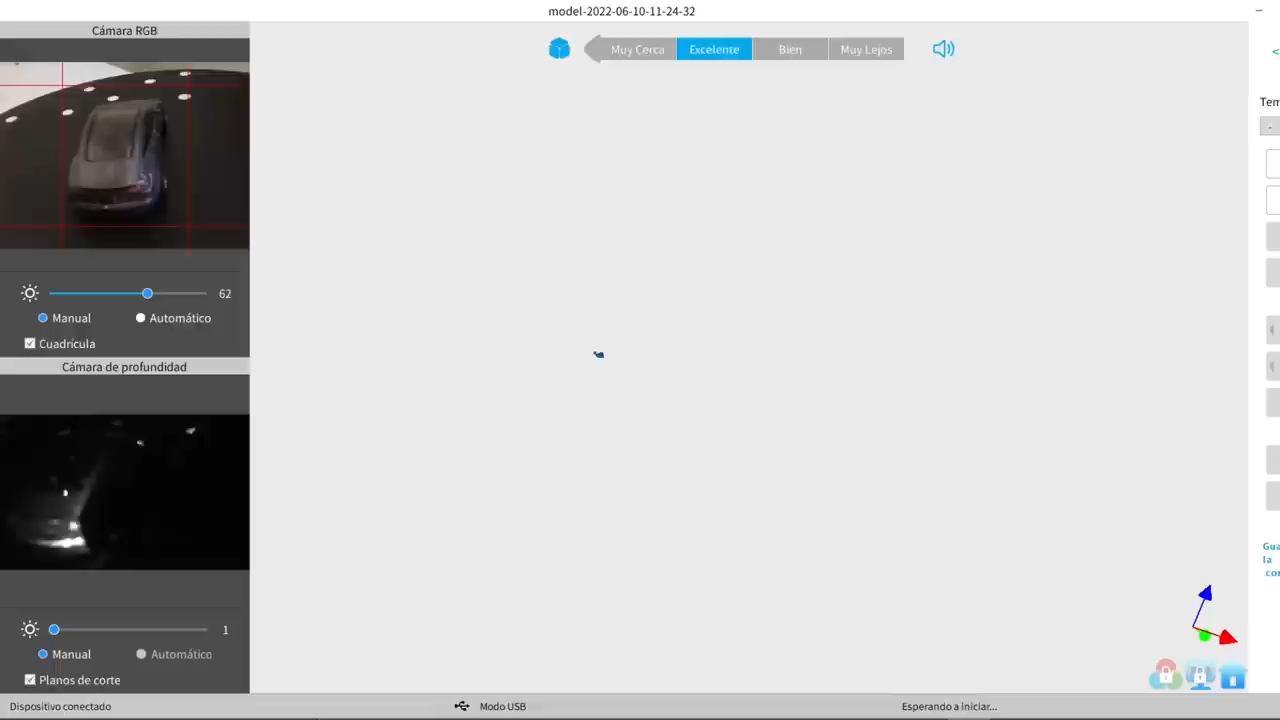 model-2022-06-10-11-24-32
Cámara RGB
Muy Cerca
Excelente
Bien
Muy Lejos
62
Manual
Automático
Cuadrícula
Cámara de profundidad
1
Manual
Automático
Planos de corte
Dispositivo conectado
Modo USB
Esperando a iniciar...